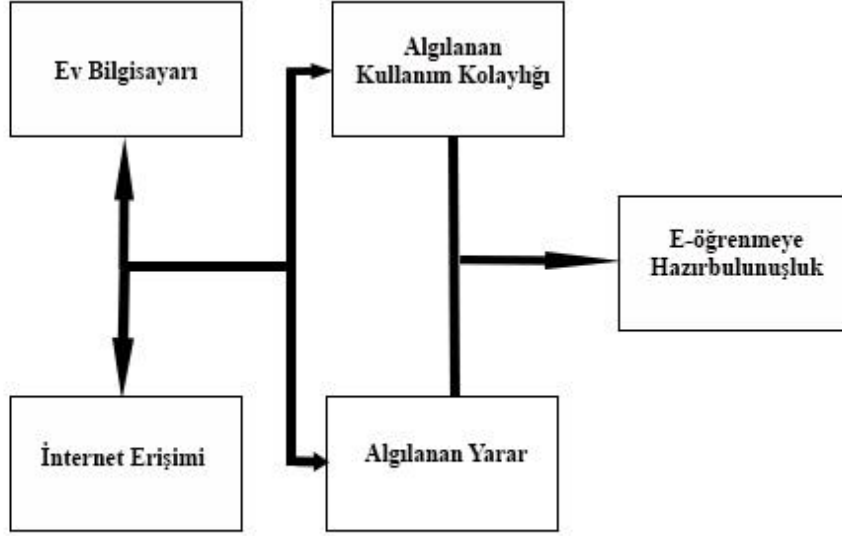 Ev Bilgisayarı
Algılanan
Kullanım Kolaylığı
E-öğrenmeye
Hazırbulunuşluk
İnternet Erişimi
Algılanan Yarar